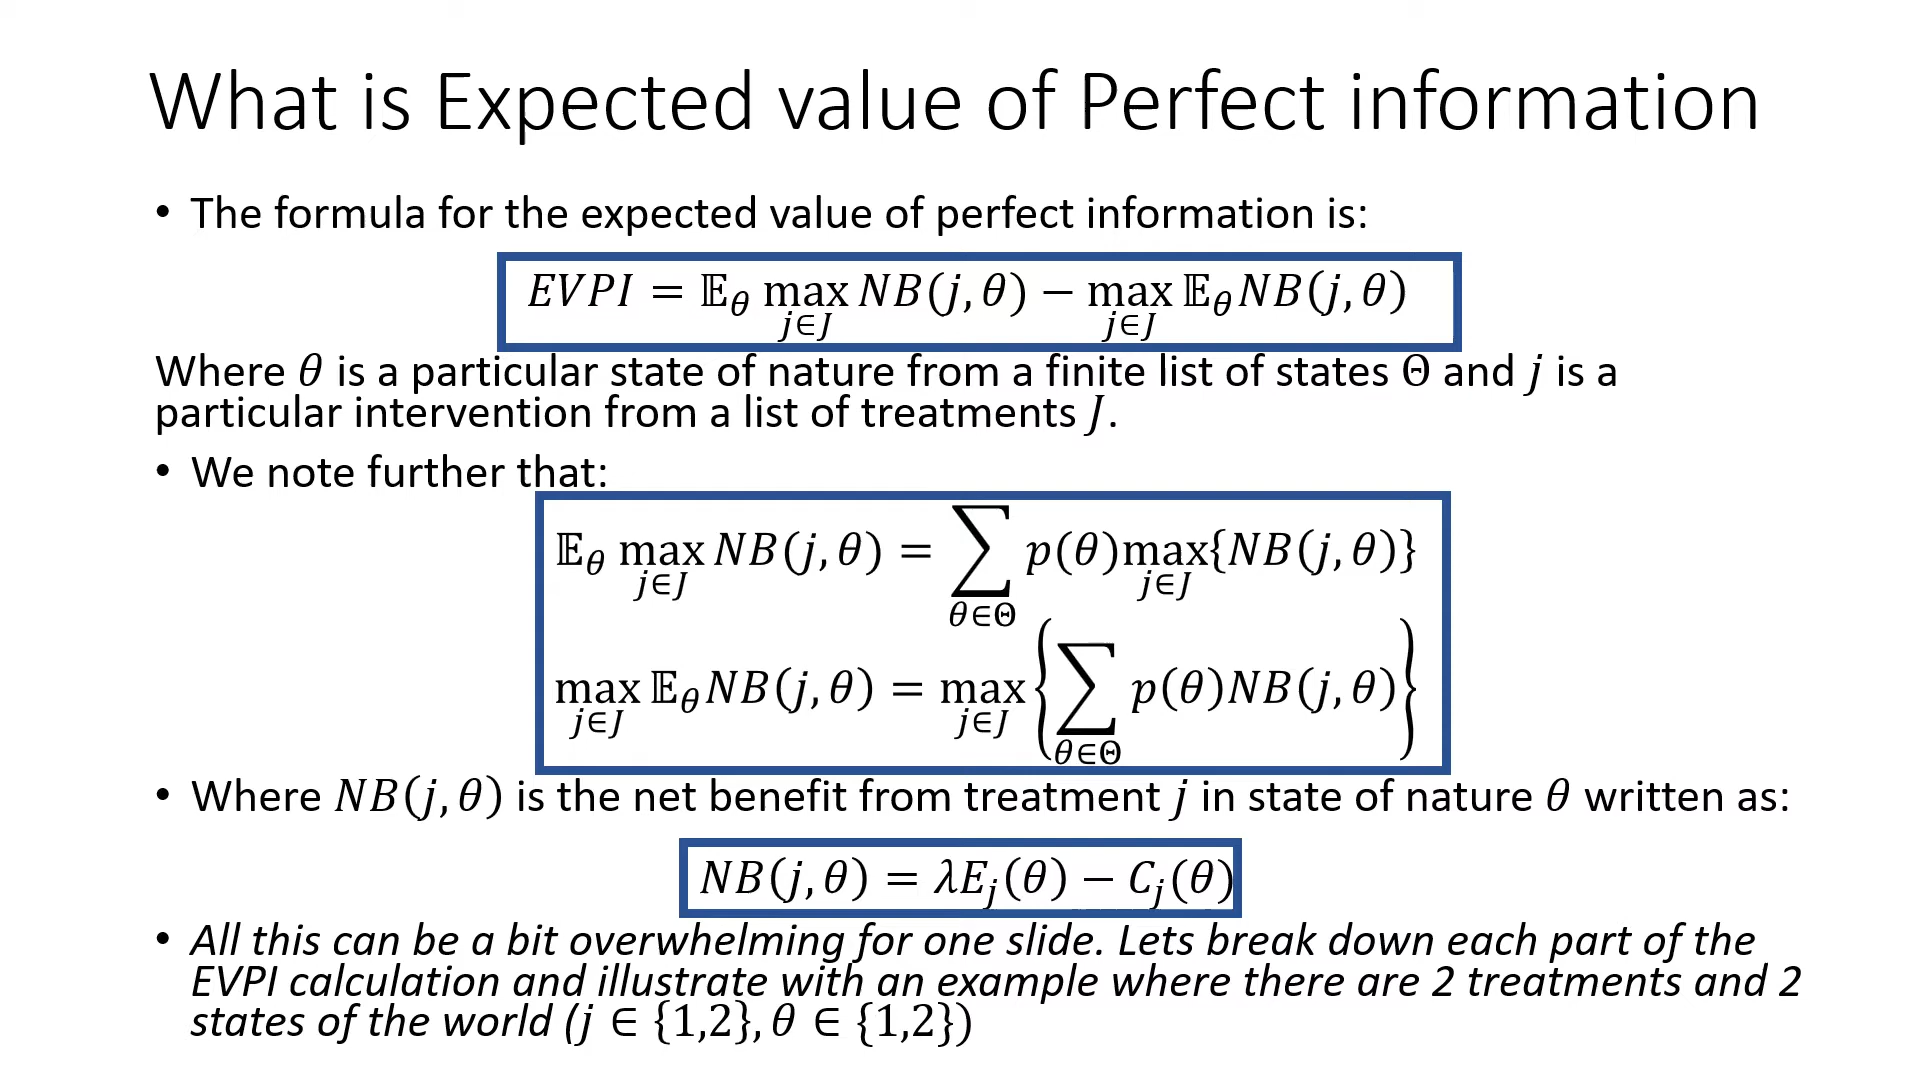 What is Expected value of Perfect information
• The formula for the expected value of perfect information is:
𝐸𝑉𝑃𝐼 = 𝔼_𝜃 max_{𝑗∈𝐽} 𝑁𝐵(𝑗, 𝜃) − max_{𝑗∈𝐽} 𝔼_𝜃 𝑁𝐵(𝑗, 𝜃)
Where 𝜃 is a particular state of nature from a finite list of states Θ and 𝑗 is a
particular intervention from a list of treatments 𝐽.
• We note further that:
𝔼_𝜃 max_{𝑗∈𝐽} 𝑁𝐵(𝑗, 𝜃) = ∑_{𝜃∈Θ} 𝑝(𝜃) max_{𝑗∈𝐽} {𝑁𝐵(𝑗, 𝜃)}
max_{𝑗∈𝐽} 𝔼_𝜃 𝑁𝐵(𝑗, 𝜃) = max_{𝑗∈𝐽} {∑_{𝜃∈Θ} 𝑝(𝜃)𝑁𝐵(𝑗, 𝜃)}
• Where 𝑁𝐵(𝑗, 𝜃) is the net benefit from treatment 𝑗 in state of nature 𝜃 written as:
𝑁𝐵(𝑗, 𝜃) = 𝜆𝐸_𝑗(𝜃) − 𝐶_𝑗(𝜃)
• All this can be a bit overwhelming for one slide. Lets break down each part of the
EVPI calculation and illustrate with an example where there are 2 treatments and 2
states of the world (𝑗 ∈ {1,2}, 𝜃 ∈ {1,2})